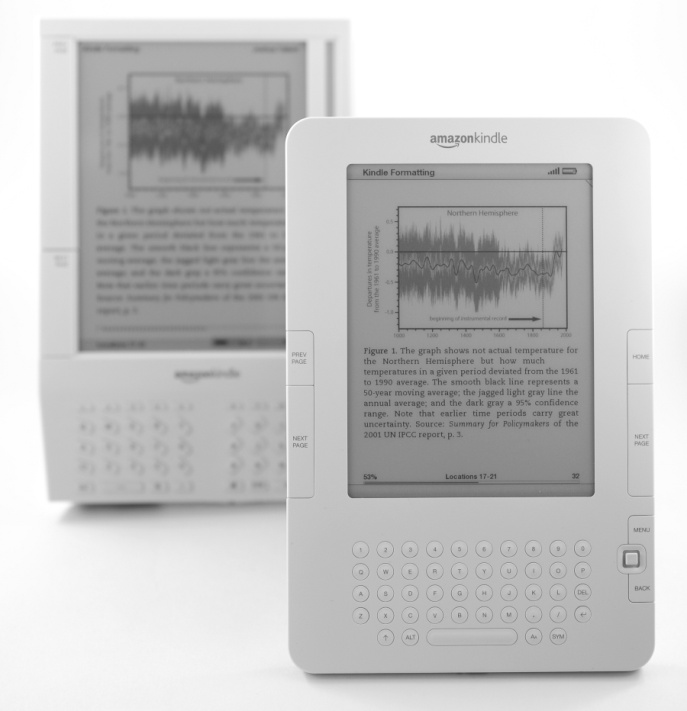 Kindle Formatting
amazonkindle
amazonkindle
Kindle Formatting
Northern Hemisphere
Departures in temperature
from the 1961 to 1990 average
0.5
0.0
0.5
-1.0
beginning of instrumental record
1000 1200 1400 1600 1800 2000
Figure 1. The graph shows not actual temperature for
the Northern Hemisphere but how much
temperatures in a given period deviated from the 1961
to 1990 average. The smooth black line represents a
50-year moving average; the jagged light gray line the
annual average; and the dark gray a 95% confidence
range. Note that earlier time periods carry great
uncertainty. Source: Summary for Policymakers of the
2001 UN IPCC report, p. 3.
53% Locations 17-21 32
PREV
PAGE
NEXT
PAGE
HOME
NEXT
PAGE
MENU
BACK
1 2 3 4 5 6 7 8 9 0
Q W E R T Y U I O P
A S D F G H J K L DEL
Z X C V B N M . /
ALT Aa SYM